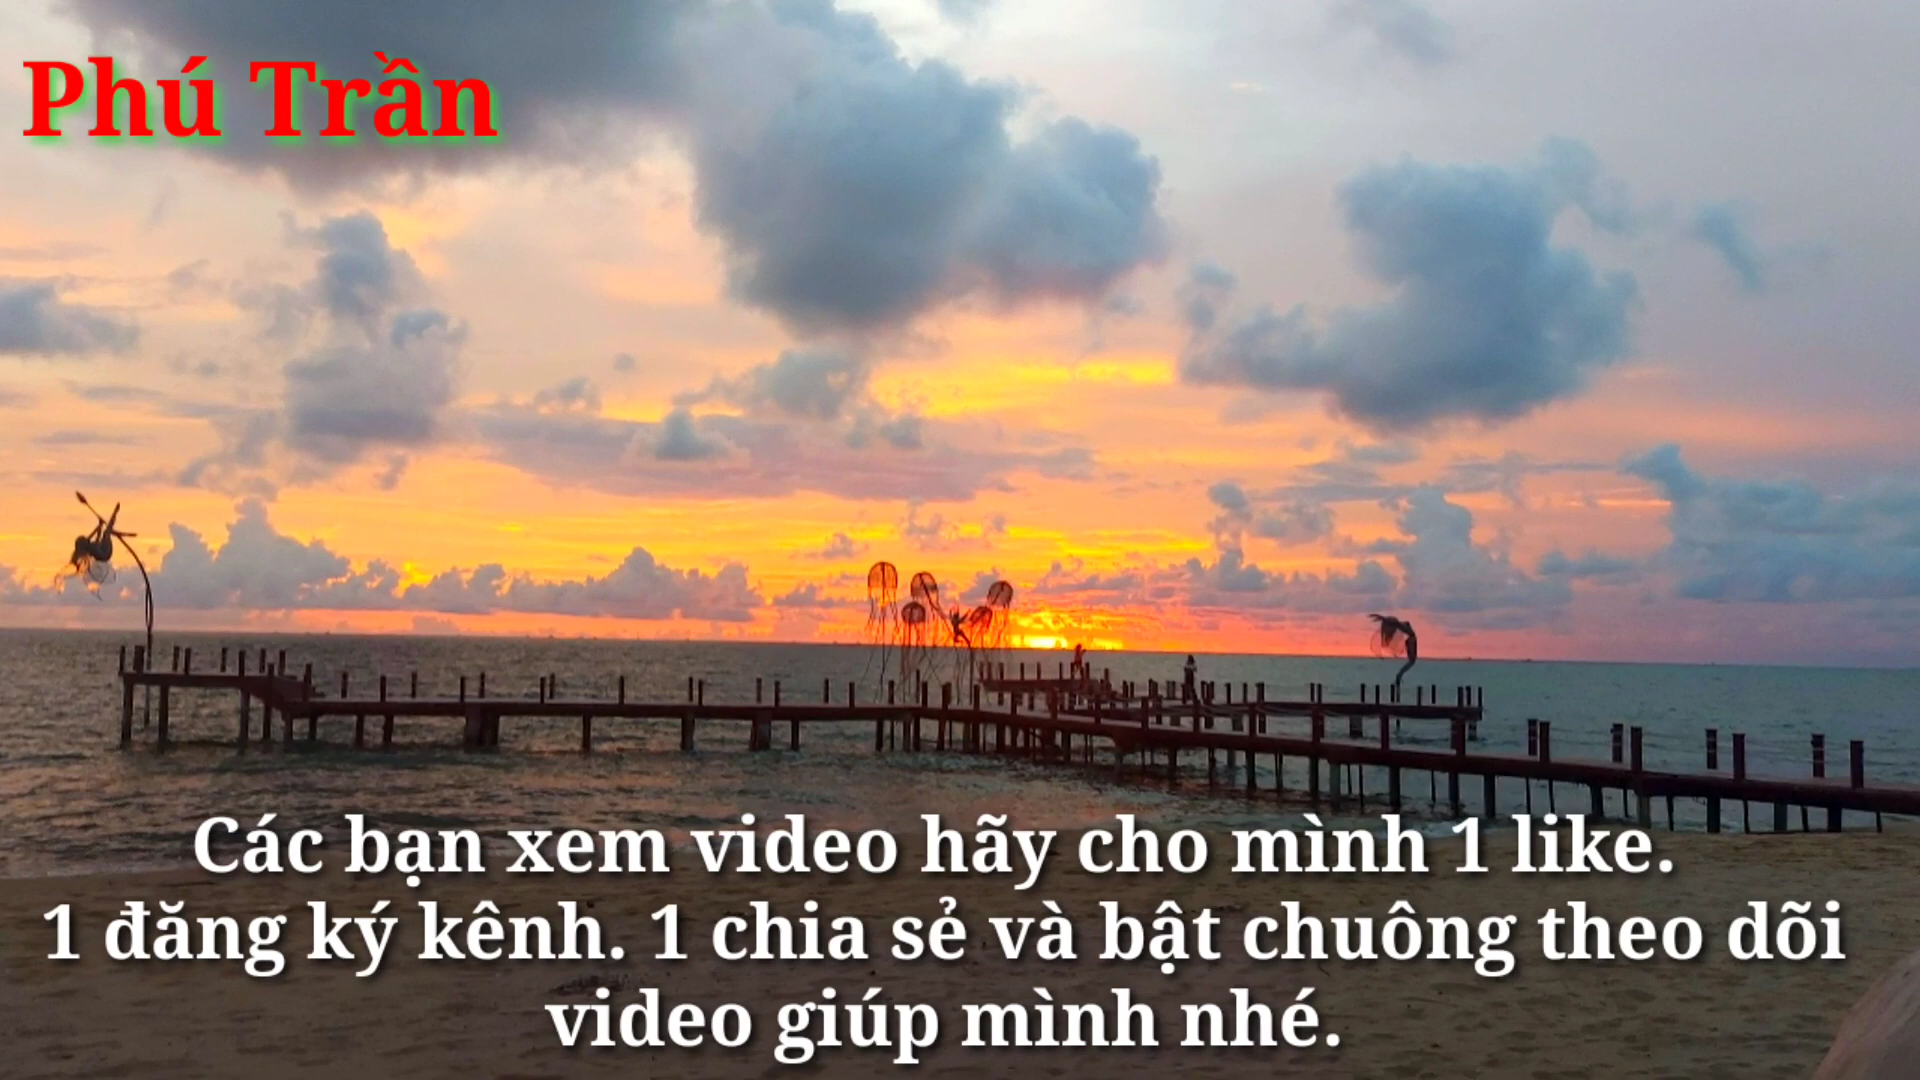 Phú Trần
Các bạn xem video hãy cho mình 1 like.
1 đăng ký kênh. 1 chia sẻ và bật chuông theo dõi
video giúp mình nhé.